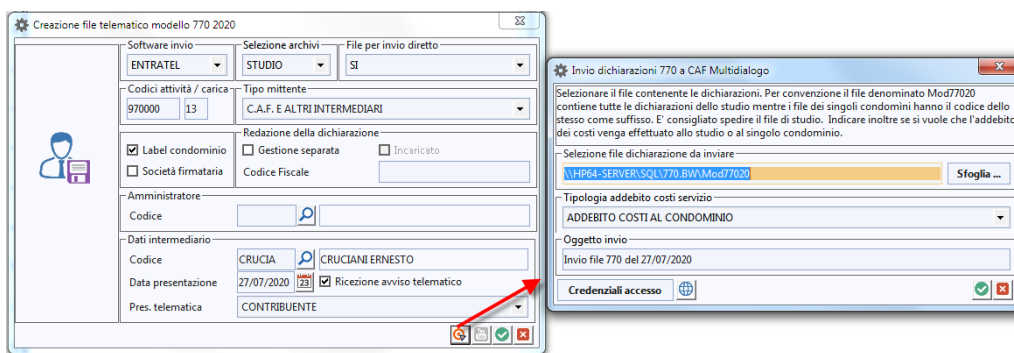 Creazione file telematico modello 770 2020
Software invio
Selezione archivi
File per invio diretto
ENTRATEL
STUDIO
SI
Codici attività / carica
Tipo mittente
970000
13
C.A.F. E ALTRI INTERMEDIARI
Redazione della dichiarazione
Label condominio
Gestione separata
Incaricato
Società firmataria
Codice Fiscale
Amministratore
Codice
Dati intermediario
Codice
CRUCIA
CRUCIANI ERNESTO
Data presentazione
27/07/2020
23
Ricezione avviso telematico
Pres. telematica
CONTRIBUENTE
Invio dichiarazioni 770 a CAF Multidialogo
Selezionare il file contenente le dichiarazioni. Per convenzione il file denominato Mod77020
contiene tutte le dichiarazioni dello studio mentre i file dei singoli condomìni hanno il codice dello
stesso come suffisso. E' consigliato spedire il file di studio. Indicare inoltre se si vuole che l'addebito
dei costi venga effettuato allo studio o al singolo condominio.
Selezione file dichiarazione da inviare
\\HP64-SERVER\SQL\770.BW\Mod77020
Sfoglia ...
Tipologia addebito costi servizio
ADDEBITO COSTI AL CONDOMINIO
Oggetto invio
Invio file 770 del 27/07/2020
Credenziali accesso